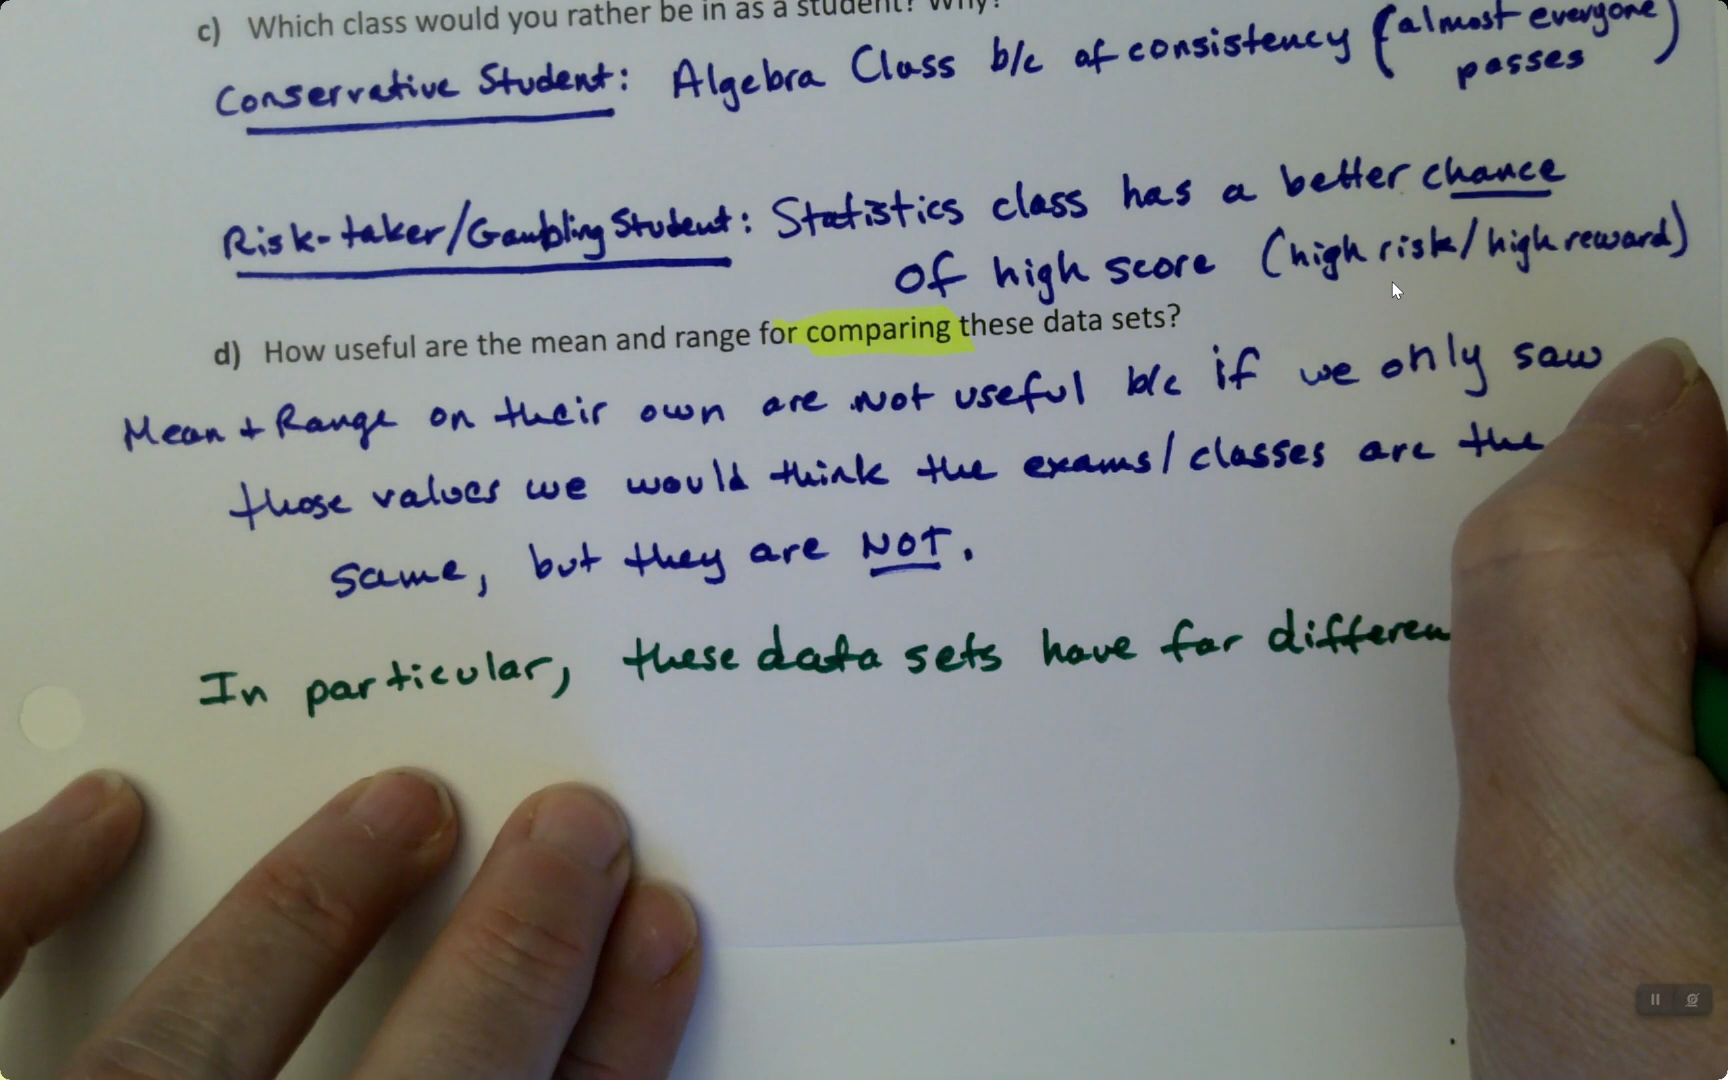 c) Which class would you rather be in as a student? Why?
Conservative Student: Algebra Class b/c of consistency (almost everyone passes)
Risk-taker/Gambling Student: Statistics class has a better chance
of high score (high risk/high reward)
d) How useful are the mean and range for comparing these data sets?
Mean + Range on their own are not useful b/c if we only saw
those values we would think the exams/classes are the
same, but they are NOT.
In particular, these data sets have far differen